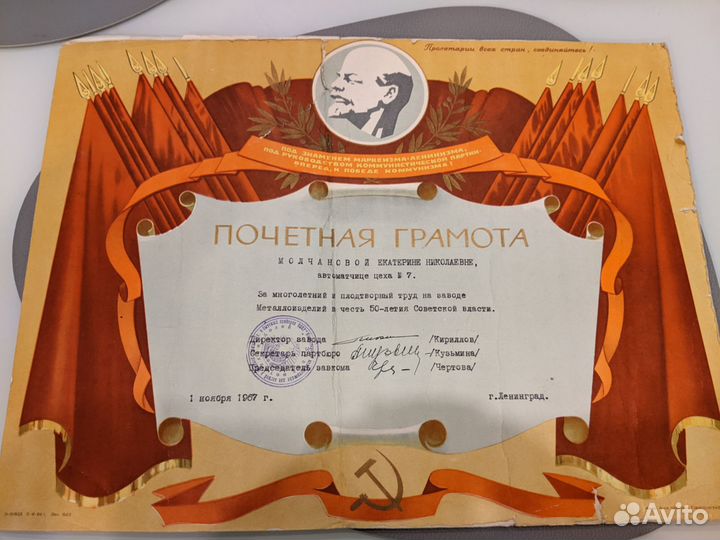 Пролетарии всех стран, соединяйтесь!
ПОД ЗНАМЕНЕМ МАРКСИЗМА-ЛЕНИНИЗМА,
ПОД РУКОВОДСТВОМ КОММУНИСТИЧЕСКОЙ ПАРТИИ-
ВПЕРЕД, К ПОБЕДЕ КОММУНИЗМА!
ПОЧЕТНАЯ ГРАМОТА
МОЛЧАНОВОЙ ЕКАТЕРИНЕ НИКОЛАЕВНЕ,
автоматчице цеха № 7.
За многолетний и плодтворный труд на заводе
Металлоизделий в честь 50-летия Советской власти.
Директор завода /Кириллов/
Секретарь партбюро /Кузьмина/
Председатель завкома /Чертова/
1 ноября 1967 г. г.Ленинград.
Avito